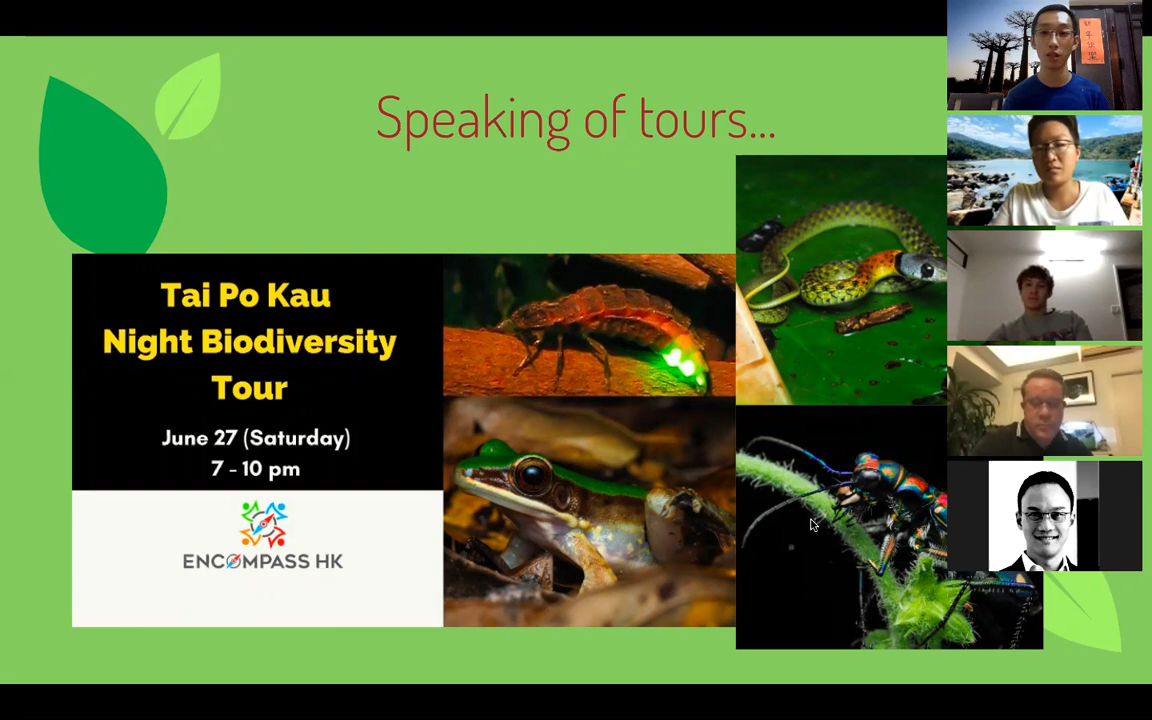 Speaking of tours...
Tai Po Kau
Night Biodiversity
Tour
June 27 (Saturday)
7 - 10 pm
ENCOMPASS HK